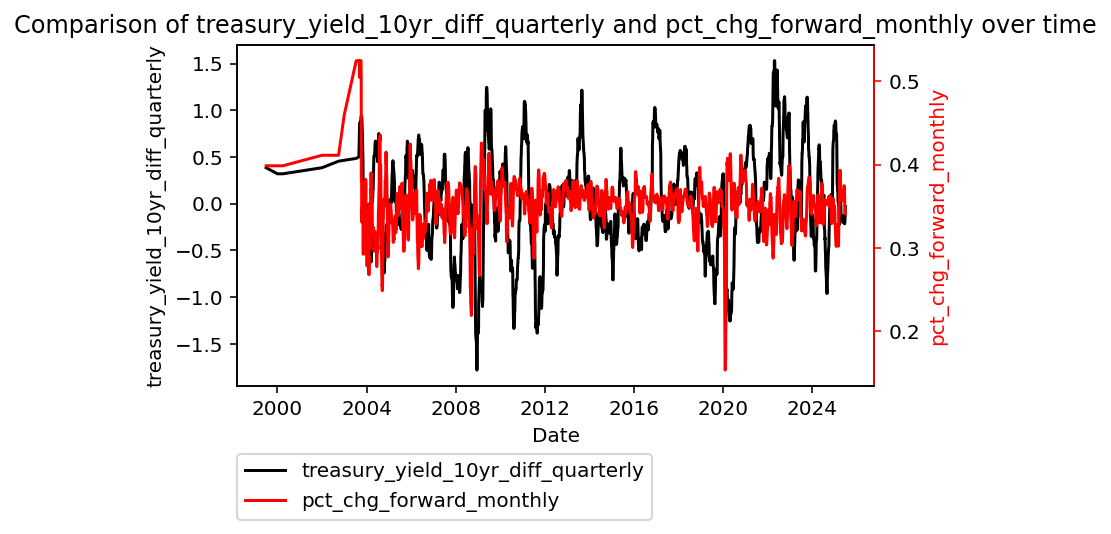 Comparison of treasury_yield_10yr_diff_quarterly and pct_chg_forward_monthly over time
treasury_yield_10yr_diff_quarterly
1.5
1.0
0.5
0.0
−0.5
−1.0
−1.5
0.5
0.4
0.3
0.2
pct_chg_forward_monthly
2000 2004 2008 2012 2016 2020 2024
Date
treasury_yield_10yr_diff_quarterly
pct_chg_forward_monthly